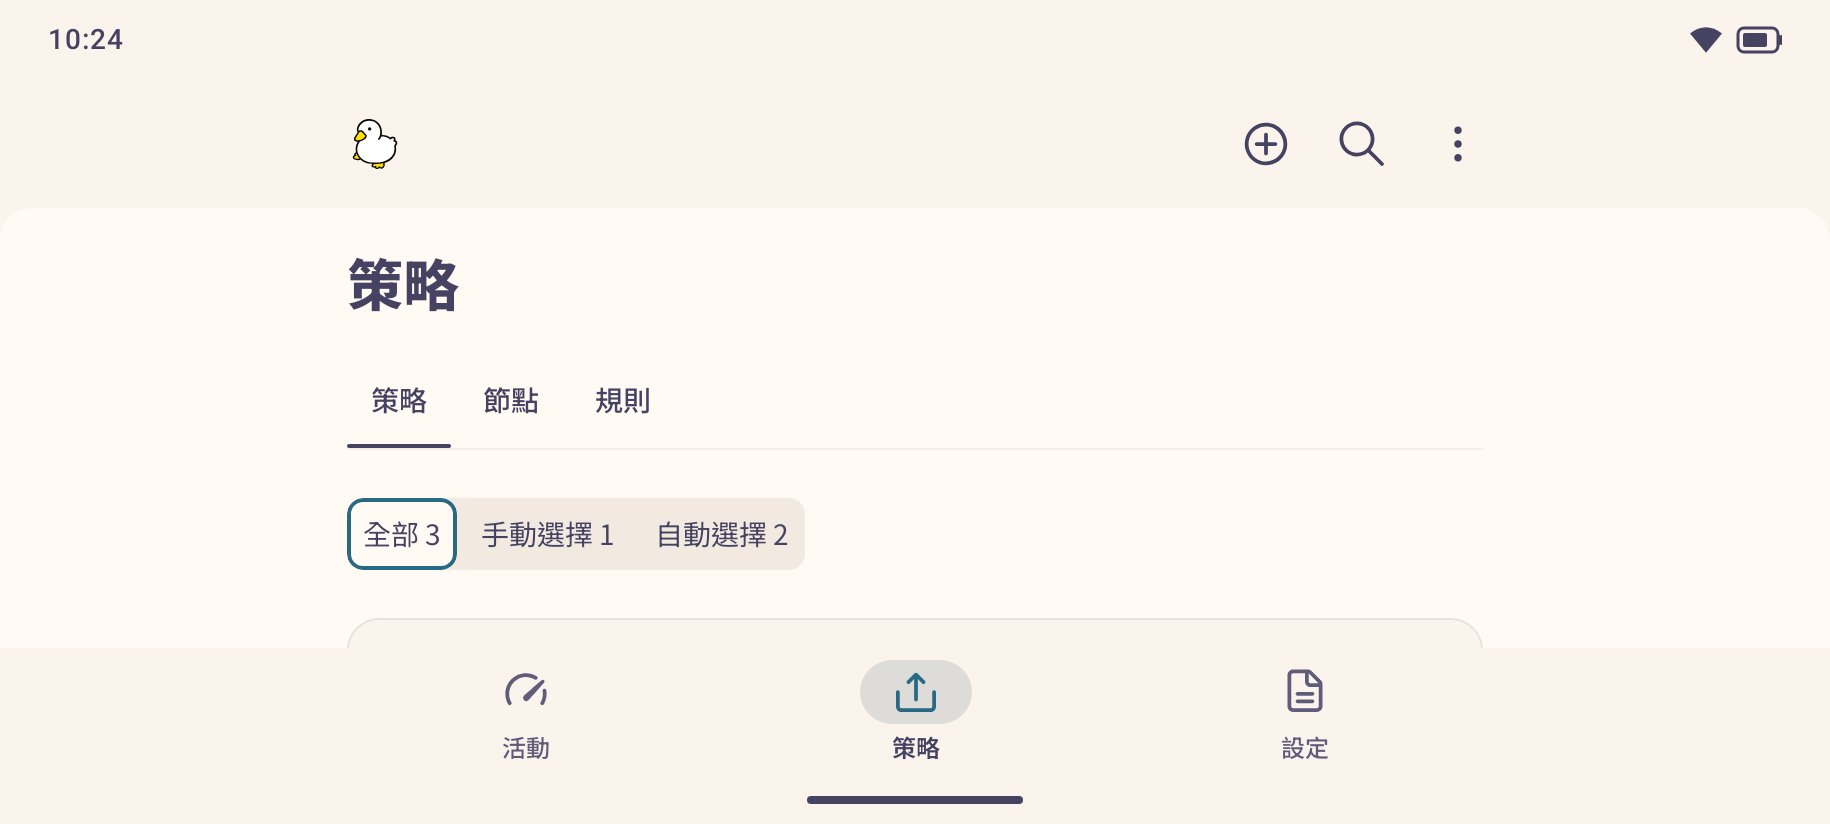 10:24
策略
策略 節點 規則
全部 3 手動選擇 1 自動選擇 2
活動 策略 設定